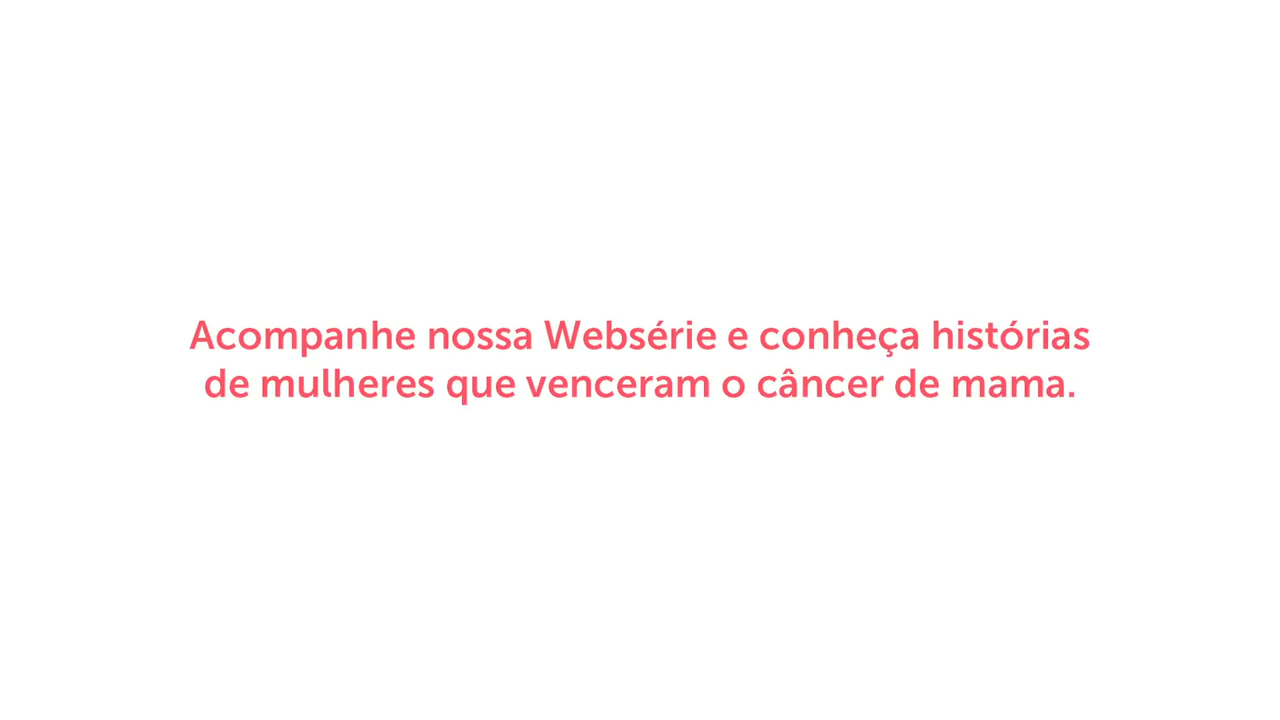 Acompanhe nossa Websérie e conheça histórias
de mulheres que venceram o câncer de mama.